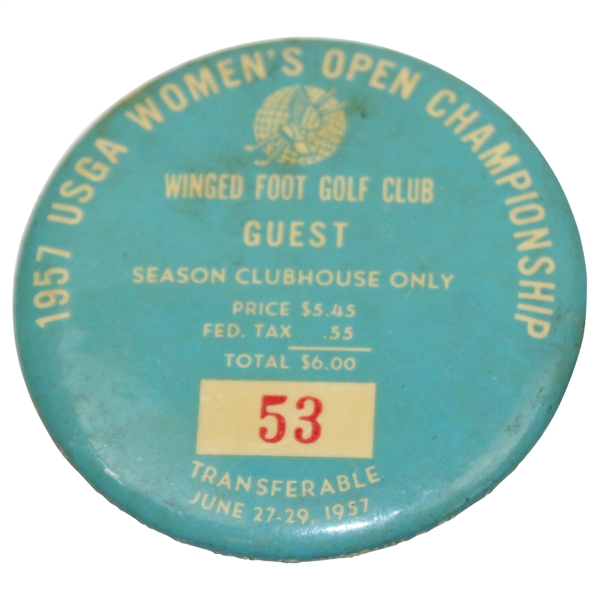 1957 USGA WOMEN'S OPEN CHAMPIONSHIP
WINGED FOOT GOLF CLUB
GUEST
SEASON CLUBHOUSE ONLY
PRICE $5.45
FED. TAX .55
TOTAL $6.00
53
TRANSFERABLE
JUNE 27-29, 1957